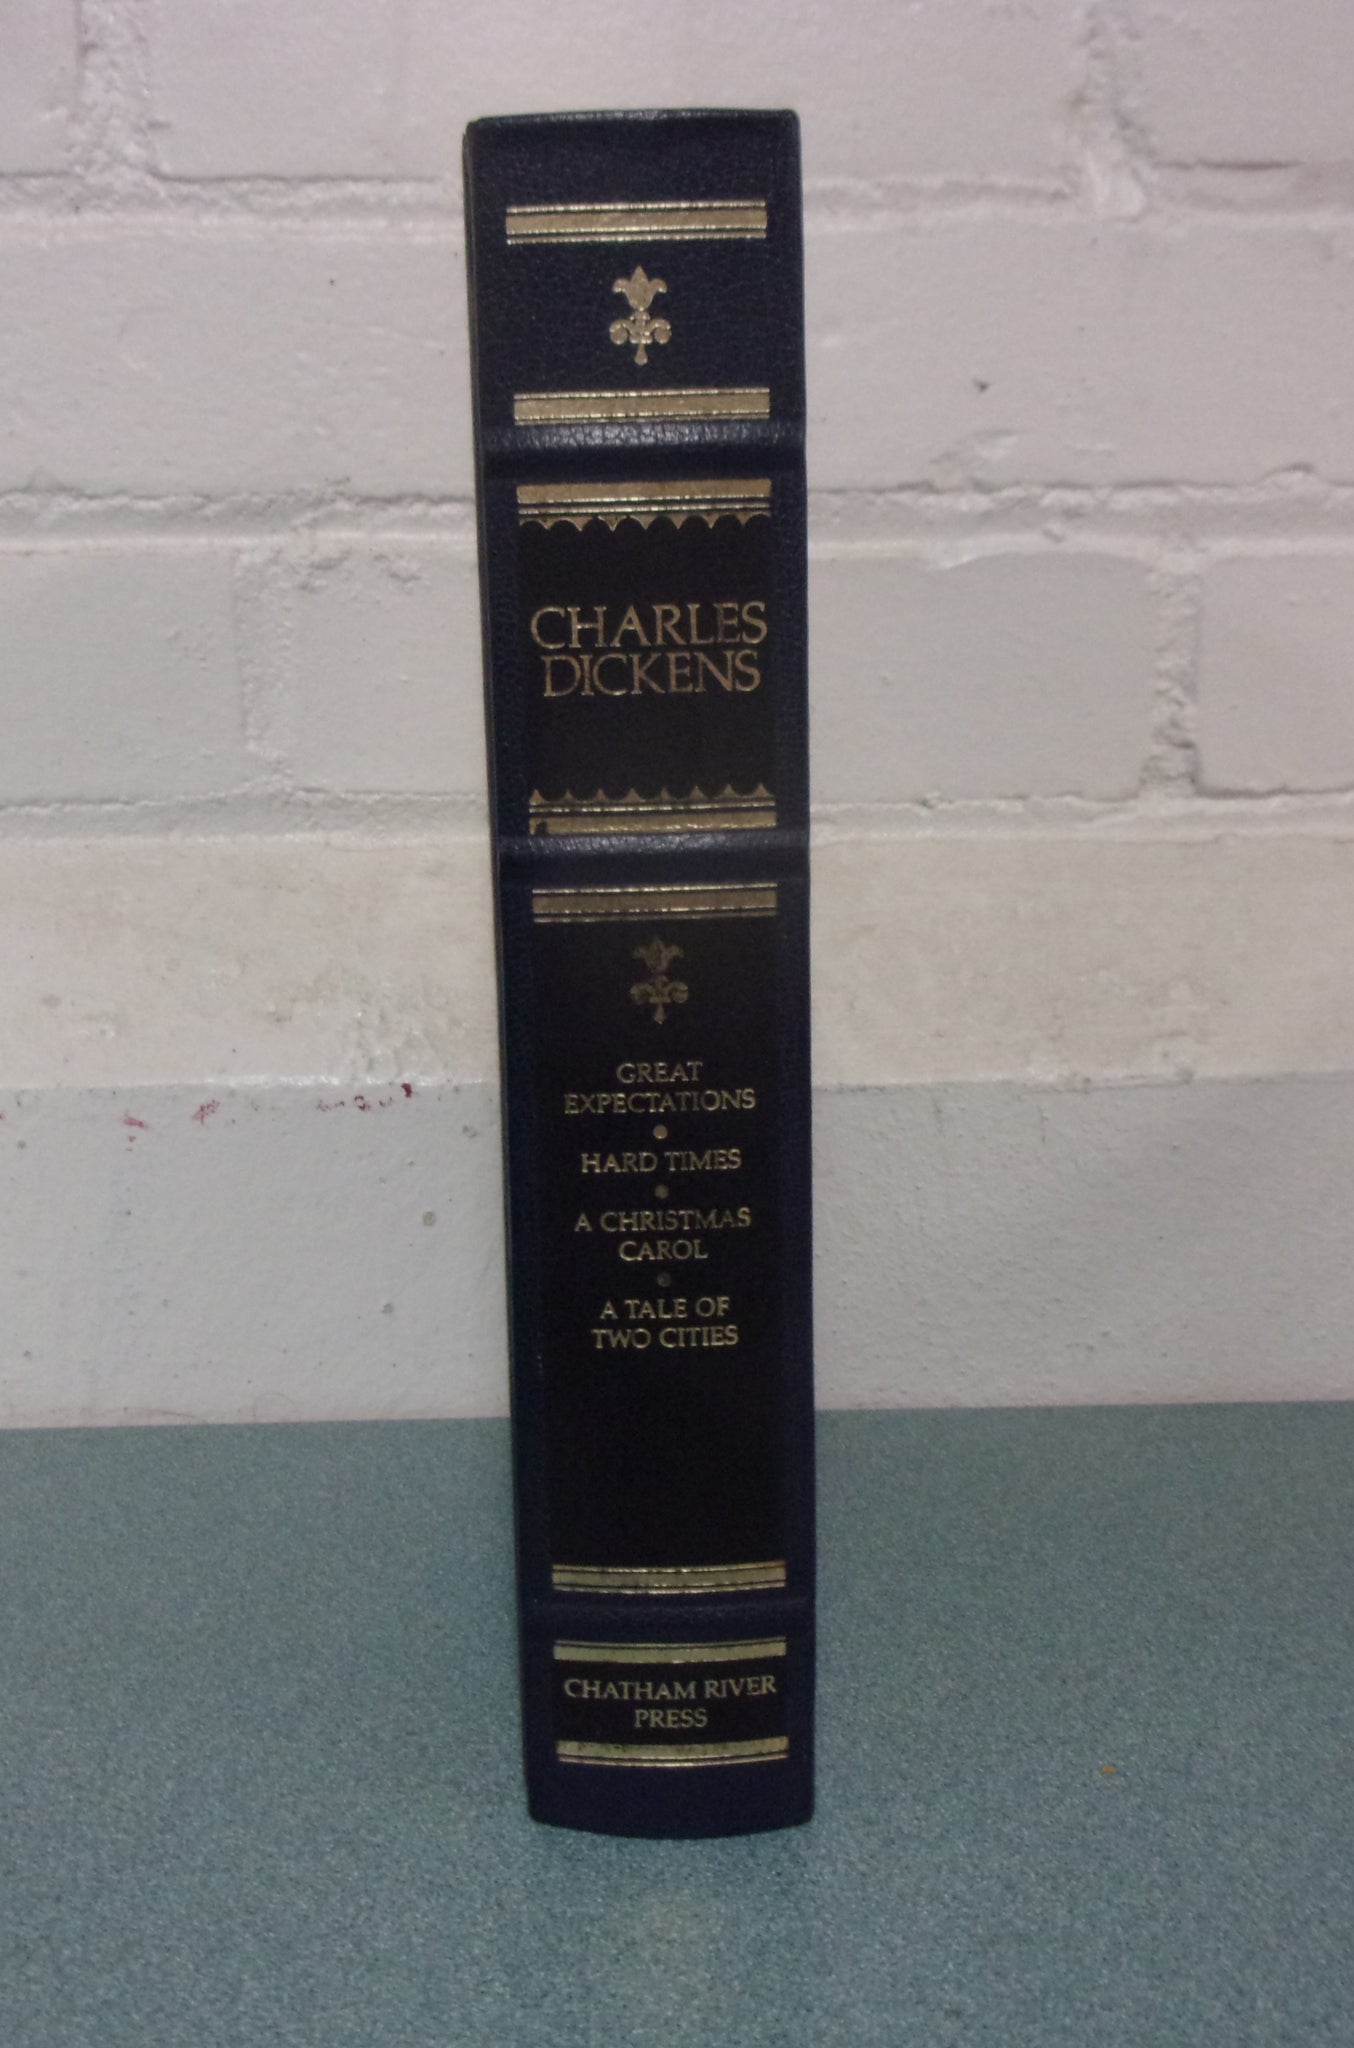 CHARLES
DICKENS
GREAT
EXPECTATIONS
HARD TIMES
A CHRISTMAS
CAROL
A TALE OF
TWO CITIES
CHATHAM RIVER
PRESS